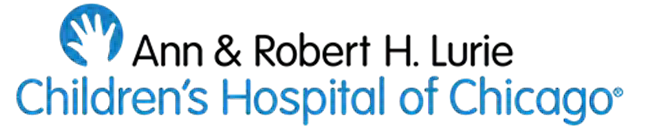 Ann & Robert H. Lurie
Children's Hospital of Chicago®